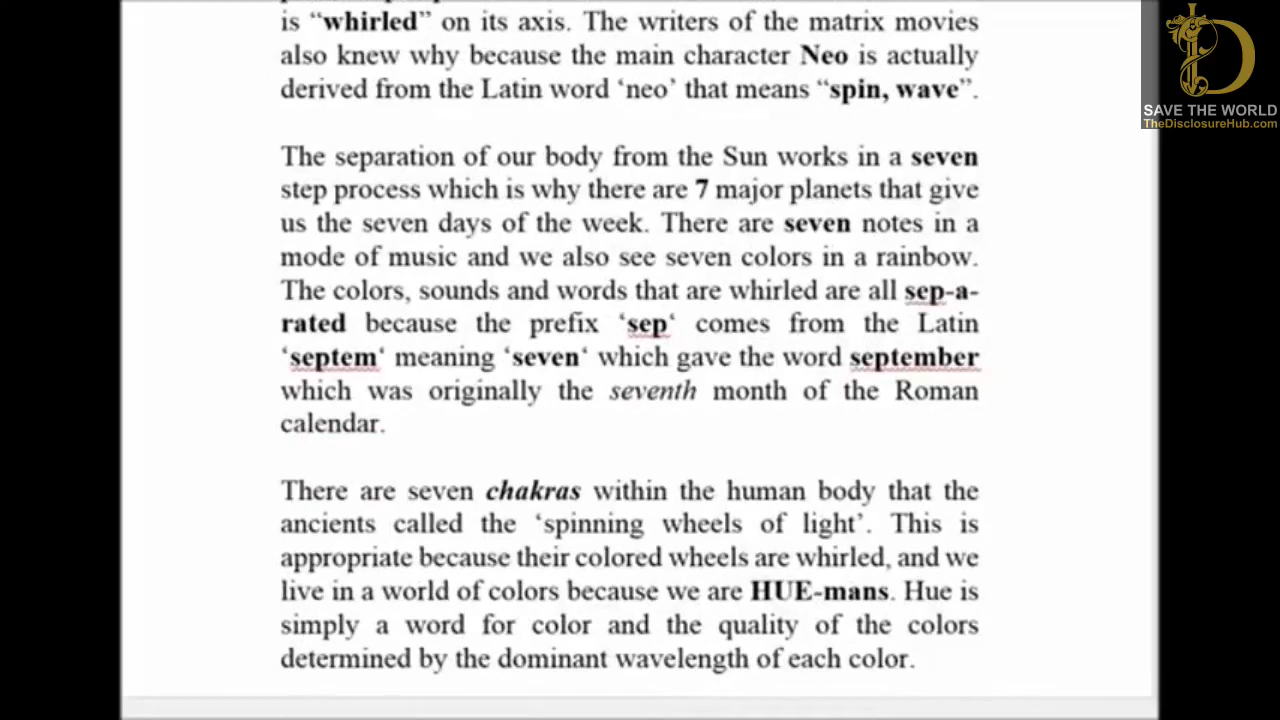 is “whirled” on its axis. The writers of the matrix movies
also knew why because the main character Neo is actually
derived from the Latin word ‘neo’ that means “spin, wave”.
The separation of our body from the Sun works in a seven
step process which is why there are 7 major planets that give
us the seven days of the week. There are seven notes in a
mode of music and we also see seven colors in a rainbow.
The colors, sounds and words that are whirled are all sep-a-
rated because the prefix ‘sep‘ comes from the Latin
‘septem‘ meaning ‘seven‘ which gave the word september
which was originally the seventh month of the Roman
calendar.
There are seven chakras within the human body that the
ancients called the ‘spinning wheels of light’. This is
appropriate because their colored wheels are whirled, and we
live in a world of colors because we are HUE-mans. Hue is
simply a word for color and the quality of the colors
determined by the dominant wavelength of each color.
D
SAVE THE WORLD
TheDisclosureHub.com